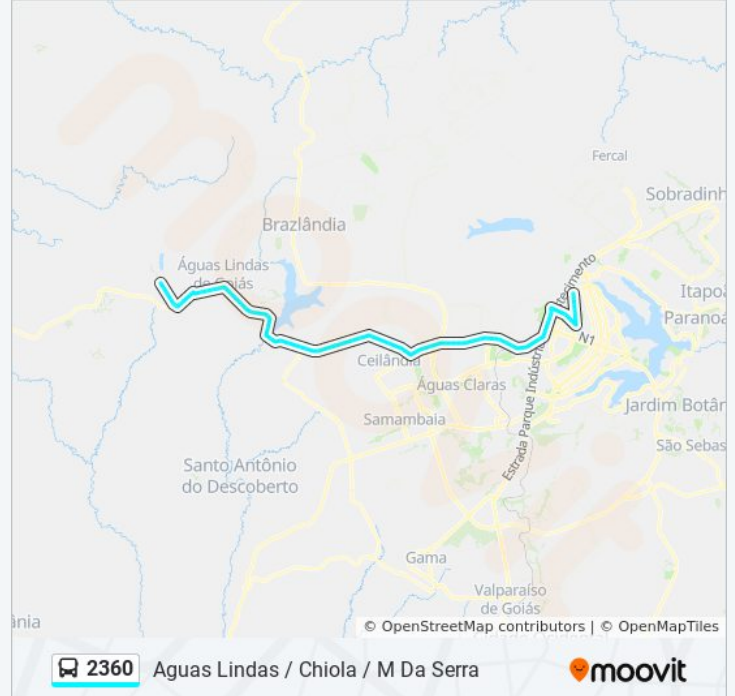 Fercal
Sobradinh
Brazlândia
Águas Lindas
de Goiás
Itapoã
Paranoá
N1
Ceilândia
Estrada Parque Indústri
Águas Claras
Jardim Botân
Samambaia
São Sebas
Santo Antônio
do Descoberto
Gama
Valparaíso
de Goiás
ânia
© OpenStreetMap contributors | © OpenMapTiles
2360 Aguas Lindas / Chiola / M Da Serra
moovit